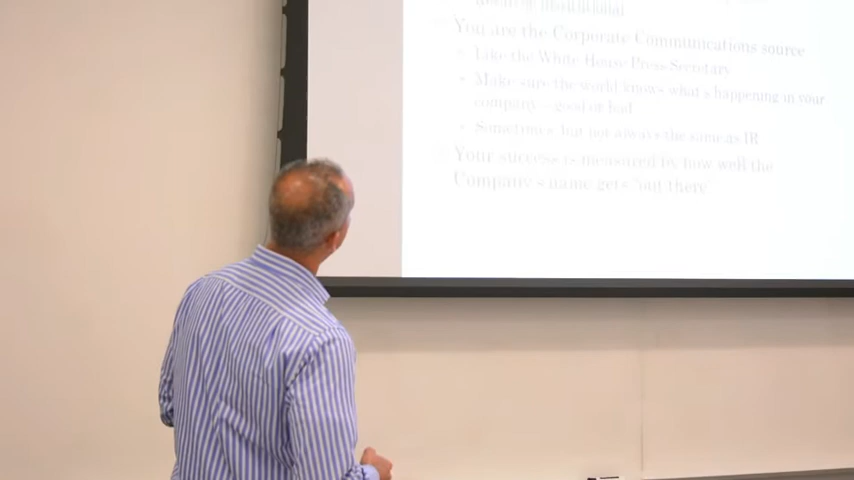 You are the Corporate Communications source
Like the White House Press Secretary
Make sure the world knows what's happening in your
company – good or bad
Sometimes, but not always the same as IR
Your success is measured by how well the
Company's name gets "out there"